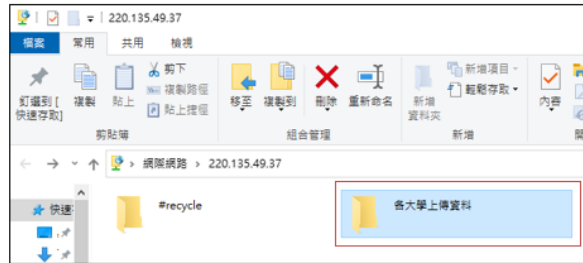 220.135.49.37
檔案 常用 共用 檢視
釘選到 [快速存取]
複製
貼上
剪下
複製路徑
貼上捷徑
移至
複製到
刪除
重新命名
新增資料夾
新增項目
輕鬆存取
內容
剪貼簿 組合管理 新增
網際網路 › 220.135.49.37
快速
#recycle
各大學上傳資料